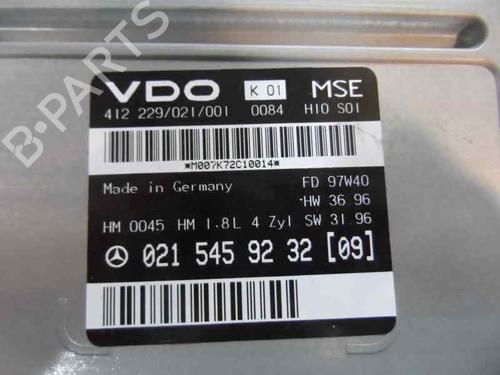 B-PARTS
VDO K 01 MSE
412 229/021/001 0084 H10 S01
*M007K72C10014*
Made in Germany FD 97W40
HW 36.96
HM 0045 HM 1.8L 4 Zyl SW 31.96
021 545 92 32 [09]